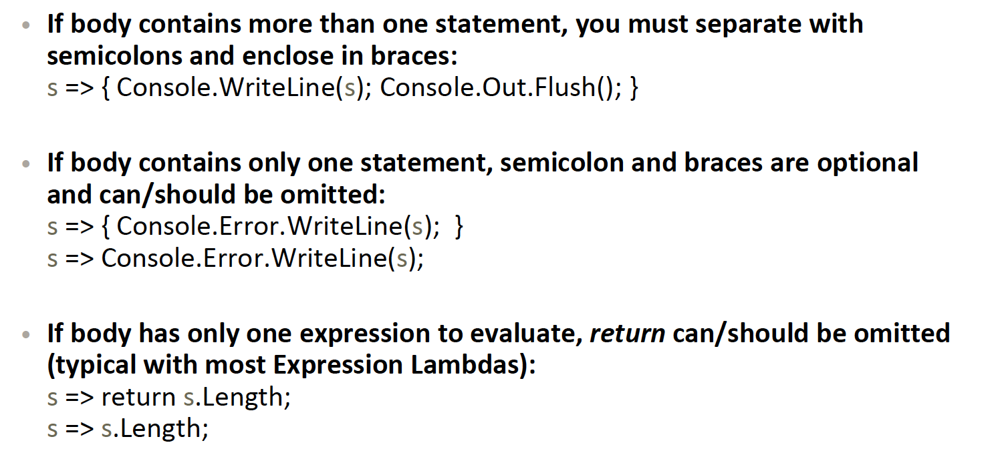 • If body contains more than one statement, you must separate with
semicolons and enclose in braces:
s => { Console.WriteLine(s); Console.Out.Flush(); }
• If body contains only one statement, semicolon and braces are optional
and can/should be omitted:
s => { Console.Error.WriteLine(s);  }
s => Console.Error.WriteLine(s);
• If body has only one expression to evaluate, return can/should be omitted
(typical with most Expression Lambdas):
s => return s.Length;
s => s.Length;